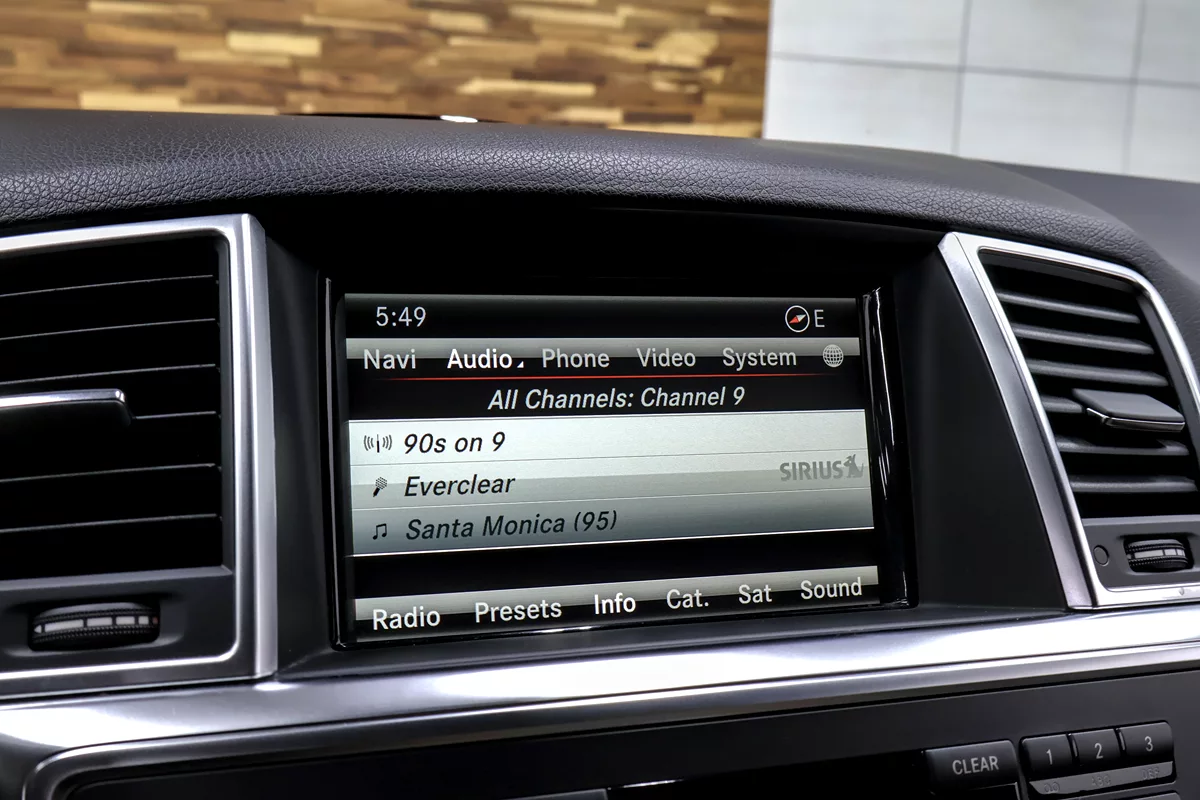 5:49 E
Navi Audio Phone Video System
All Channels: Channel 9
90s on 9
SIRIUS
Everclear
Santa Monica (95)
Radio Presets Info Cat. Sat Sound
CLEAR 1 2 3